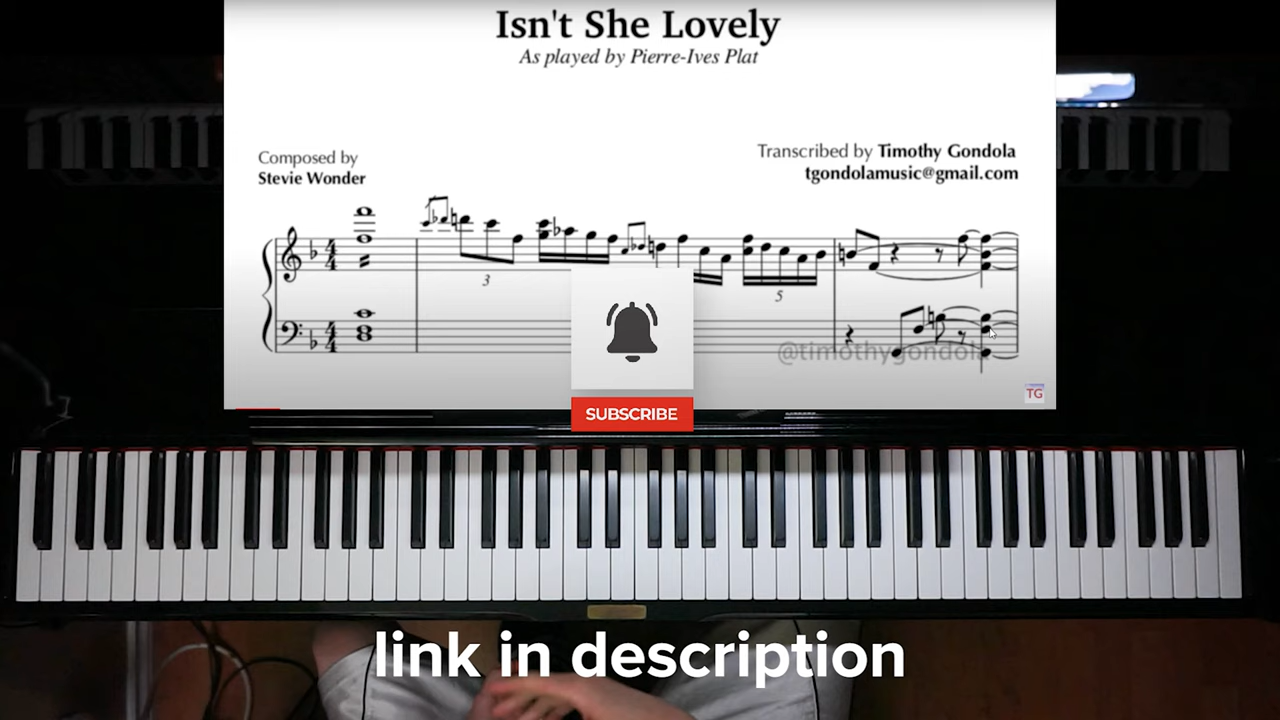 Isn't She Lovely
As played by Pierre-Ives Plat
Composed by
Stevie Wonder
Transcribed by Timothy Gondola
tgondolamusic@gmail.com
3
5
@timothygondola
TG
SUBSCRIBE
link in description